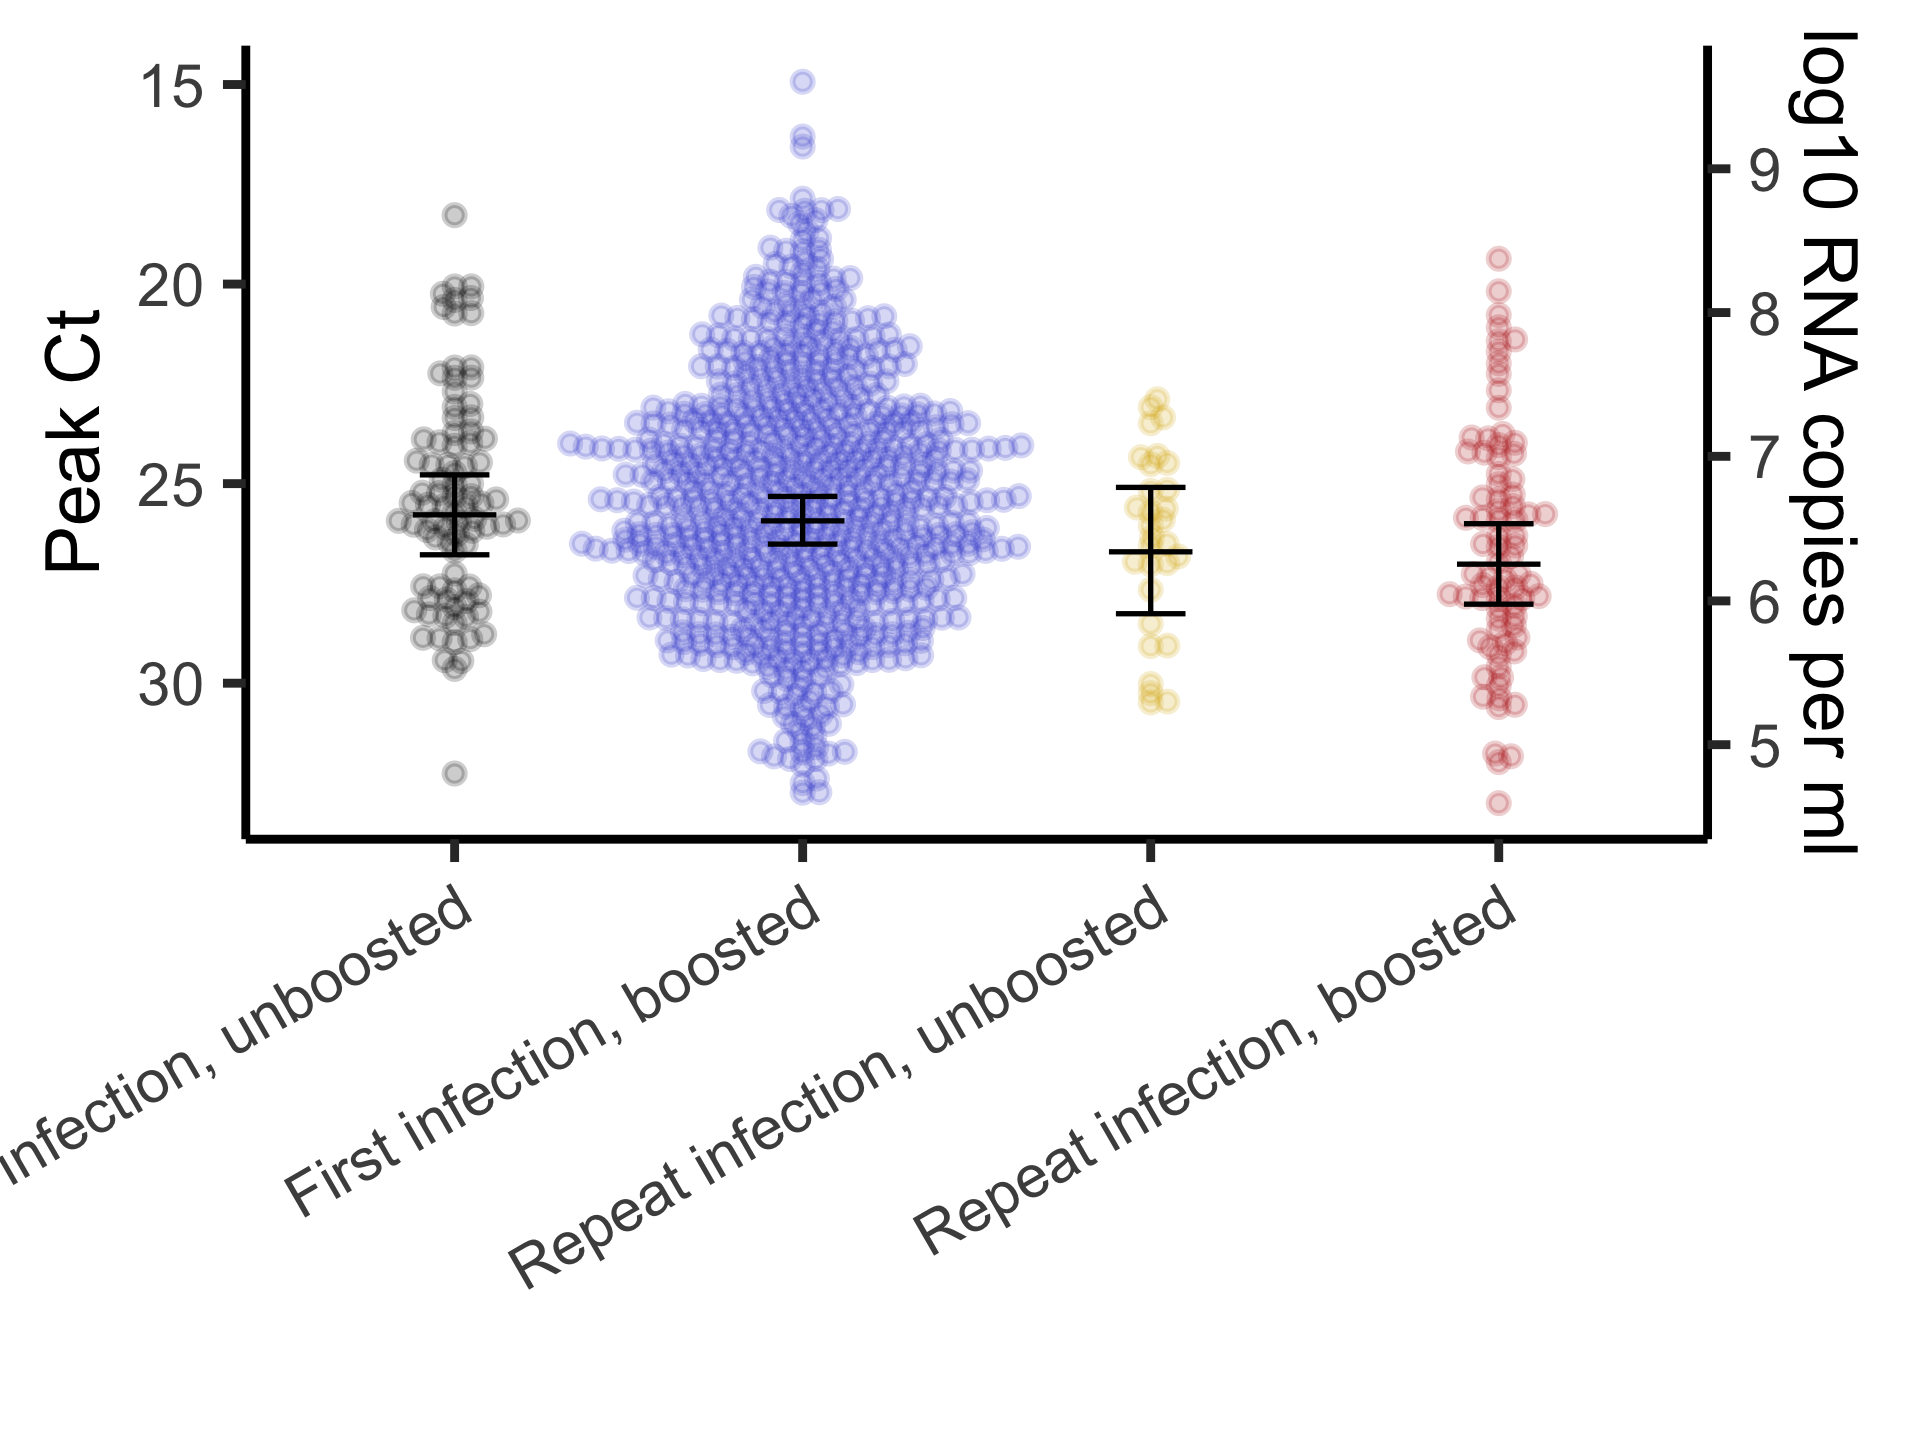 Peak Ct
15
20
25
30
9
8
7
6
5
log10 RNA copies per ml
infection, unboosted
First infection, boosted
Repeat infection, unboosted
Repeat infection, boosted